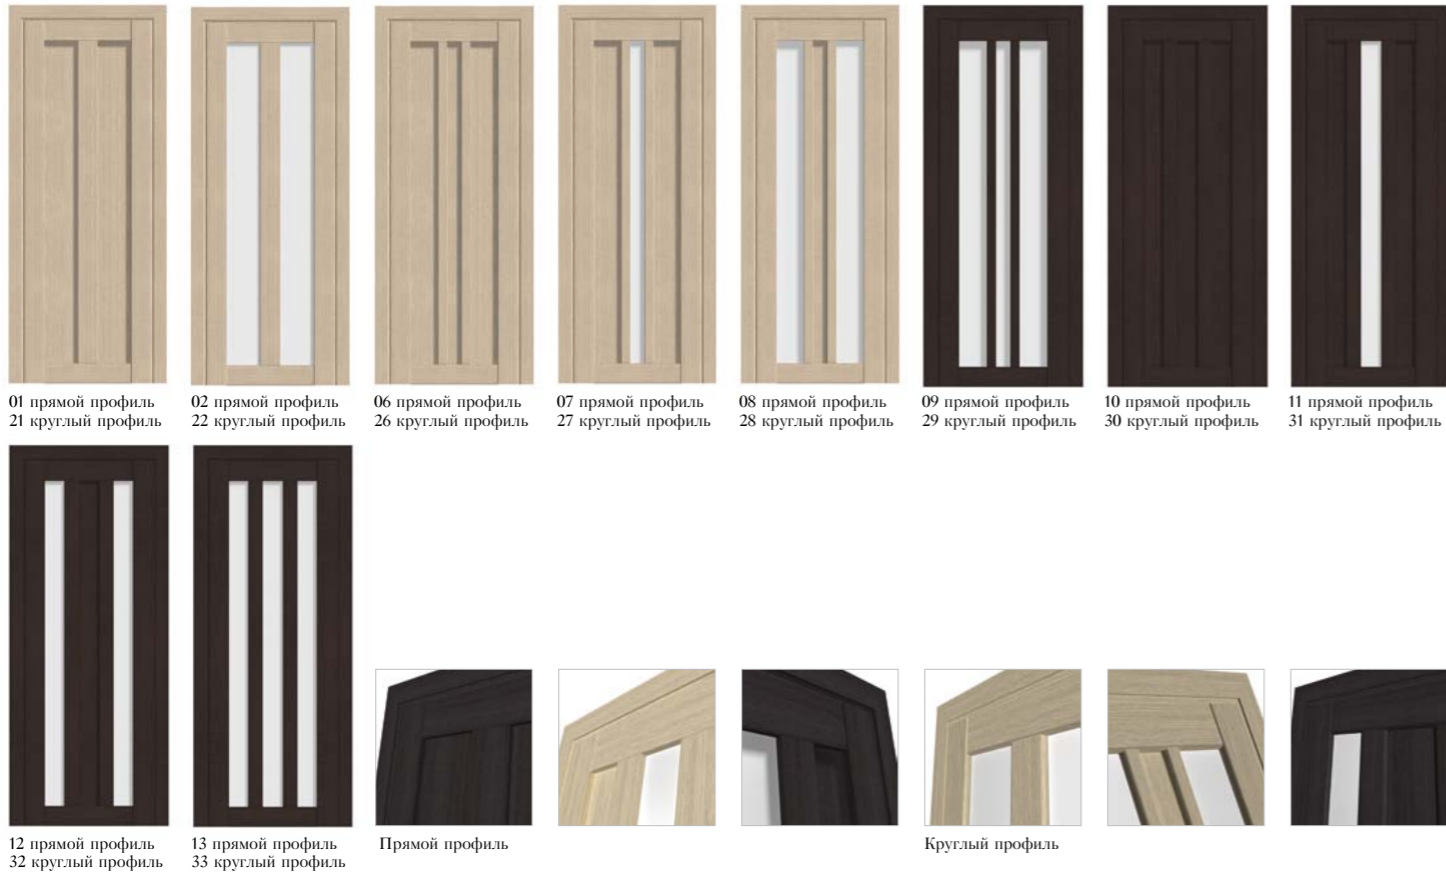 01 прямой профиль
21 круглый профиль
02 прямой профиль
22 круглый профиль
06 прямой профиль
26 круглый профиль
07 прямой профиль
27 круглый профиль
08 прямой профиль
28 круглый профиль
09 прямой профиль
29 круглый профиль
10 прямой профиль
30 круглый профиль
11 прямой профиль
31 круглый профиль
12 прямой профиль
32 круглый профиль
13 прямой профиль
33 круглый профиль
Прямой профиль
Круглый профиль